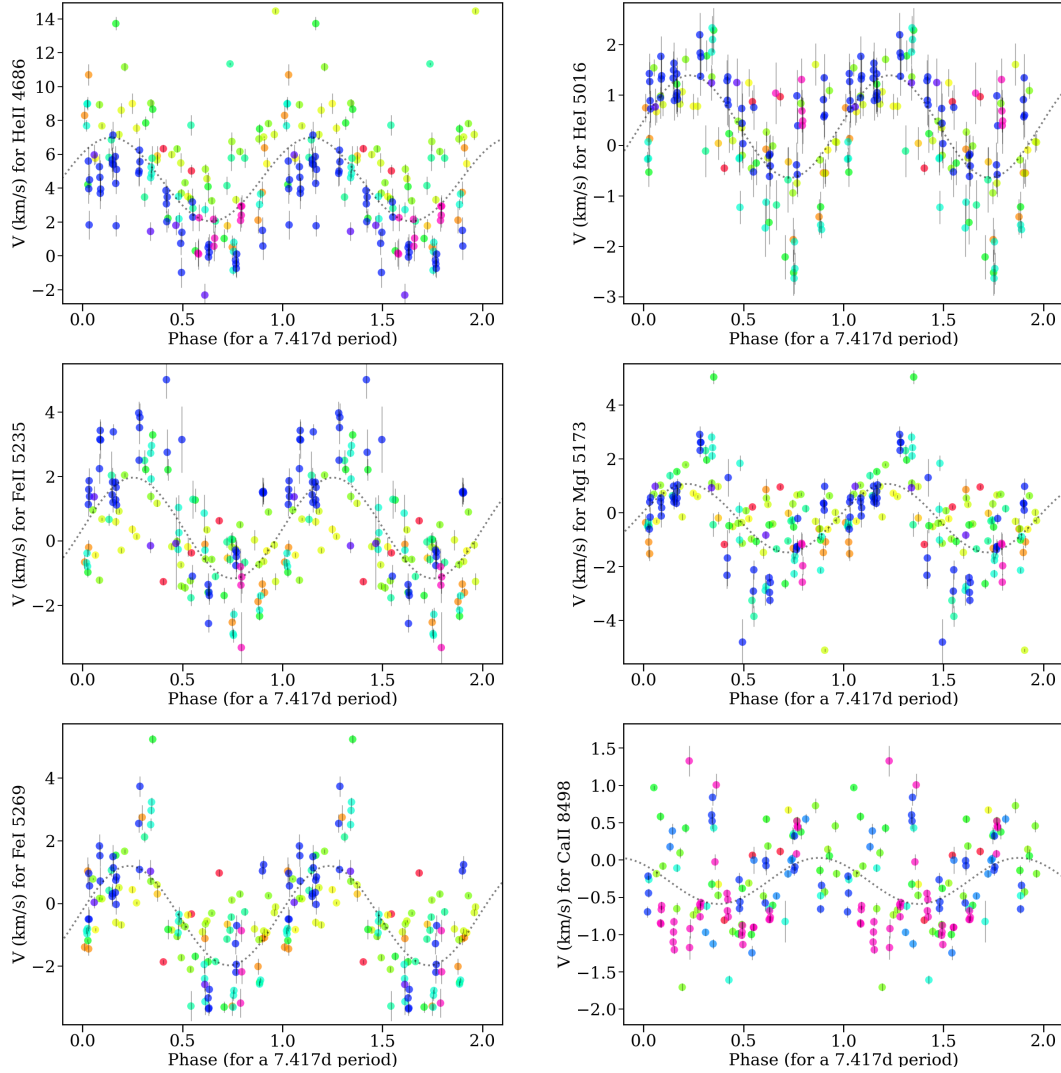 14
12
10
8
6
4
2
0
−2
V (km/s) for HeII 4686
0.0 0.5 1.0 1.5 2.0
Phase (for a 7.417d period)
2
1
0
−1
−2
−3
V (km/s) for HeI 5016
0.0 0.5 1.0 1.5 2.0
Phase (for a 7.417d period)
4
2
0
−2
V (km/s) for FeII 5235
0.0 0.5 1.0 1.5 2.0
Phase (for a 7.417d period)
4
2
0
−2
−4
V (km/s) for MgI 5173
0.0 0.5 1.0 1.5 2.0
Phase (for a 7.417d period)
4
2
0
−2
V (km/s) for FeI 5269
0.0 0.5 1.0 1.5 2.0
Phase (for a 7.417d period)
1.5
1.0
0.5
0.0
−0.5
−1.0
−1.5
−2.0
V (km/s) for CaII 8498
0.0 0.5 1.0 1.5 2.0
Phase (for a 7.417d period)